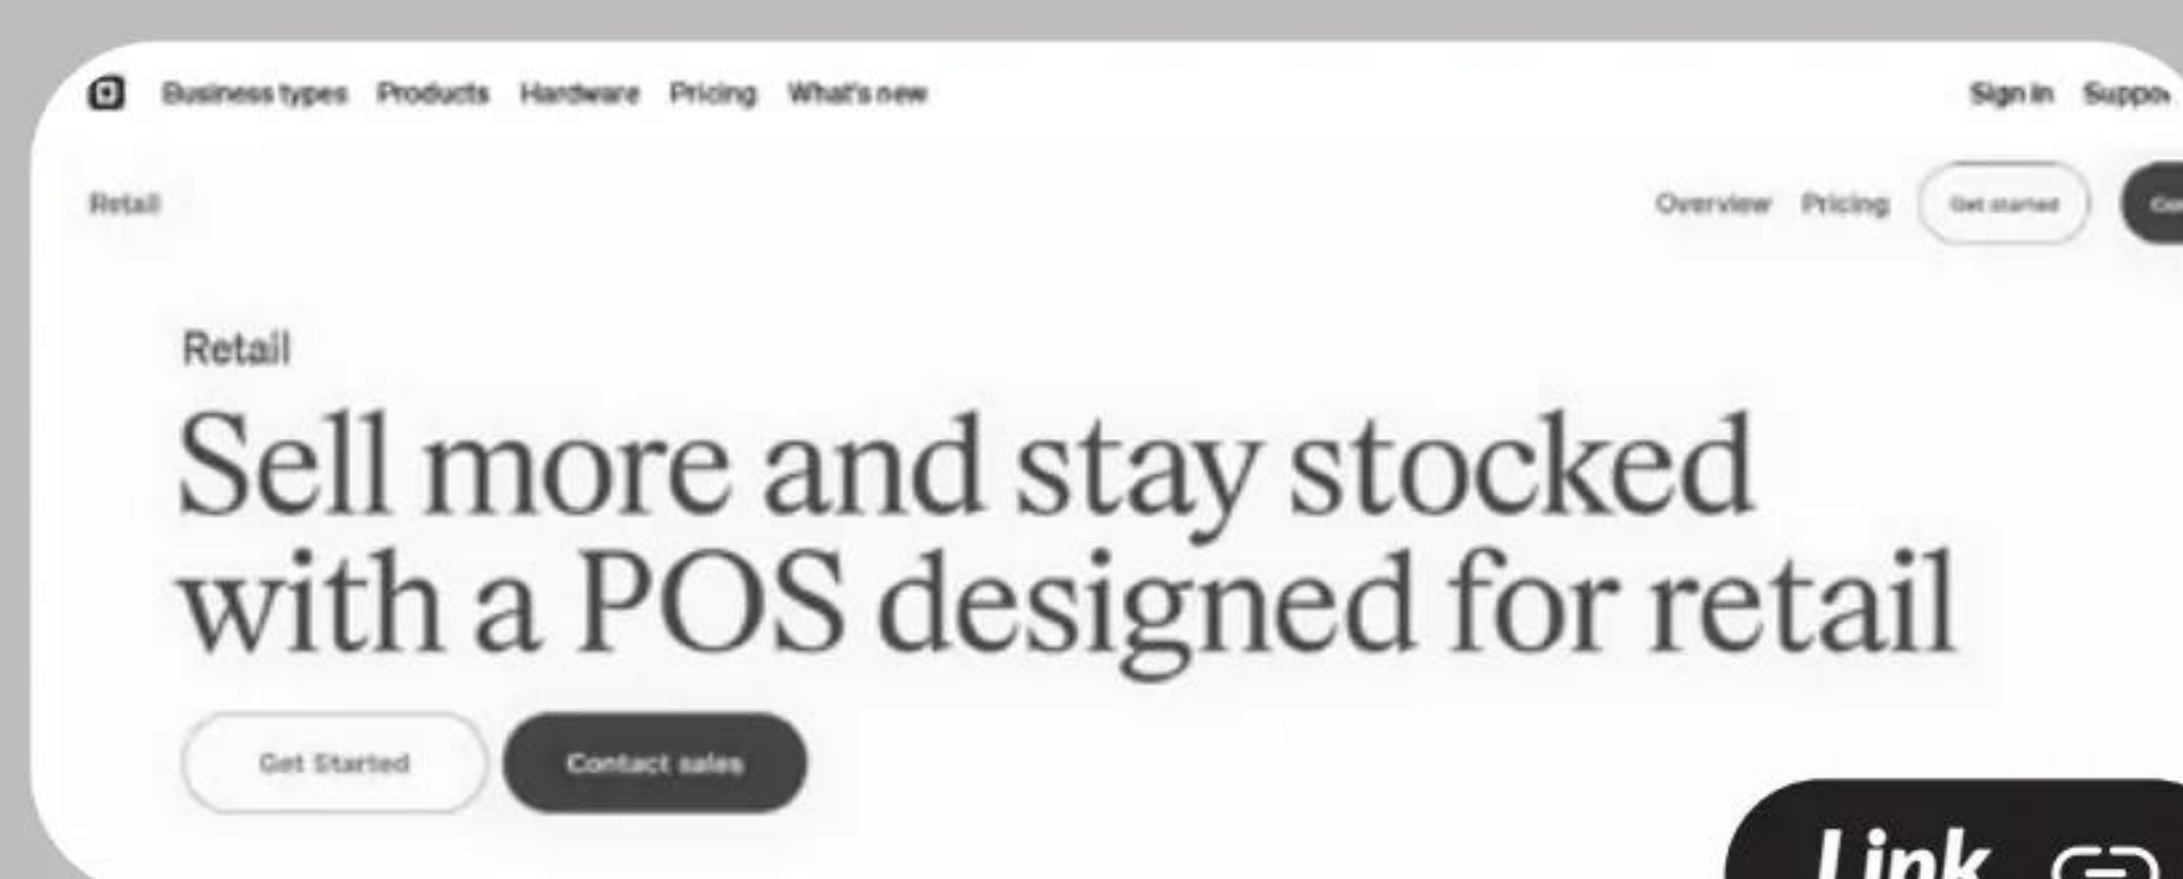 Business types Products Hardware Pricing What's new Sign in
Retail Overview Pricing Get started
Retail
Sell more and stay stocked
with a POS designed for retail
Get Started Contact sales
Link